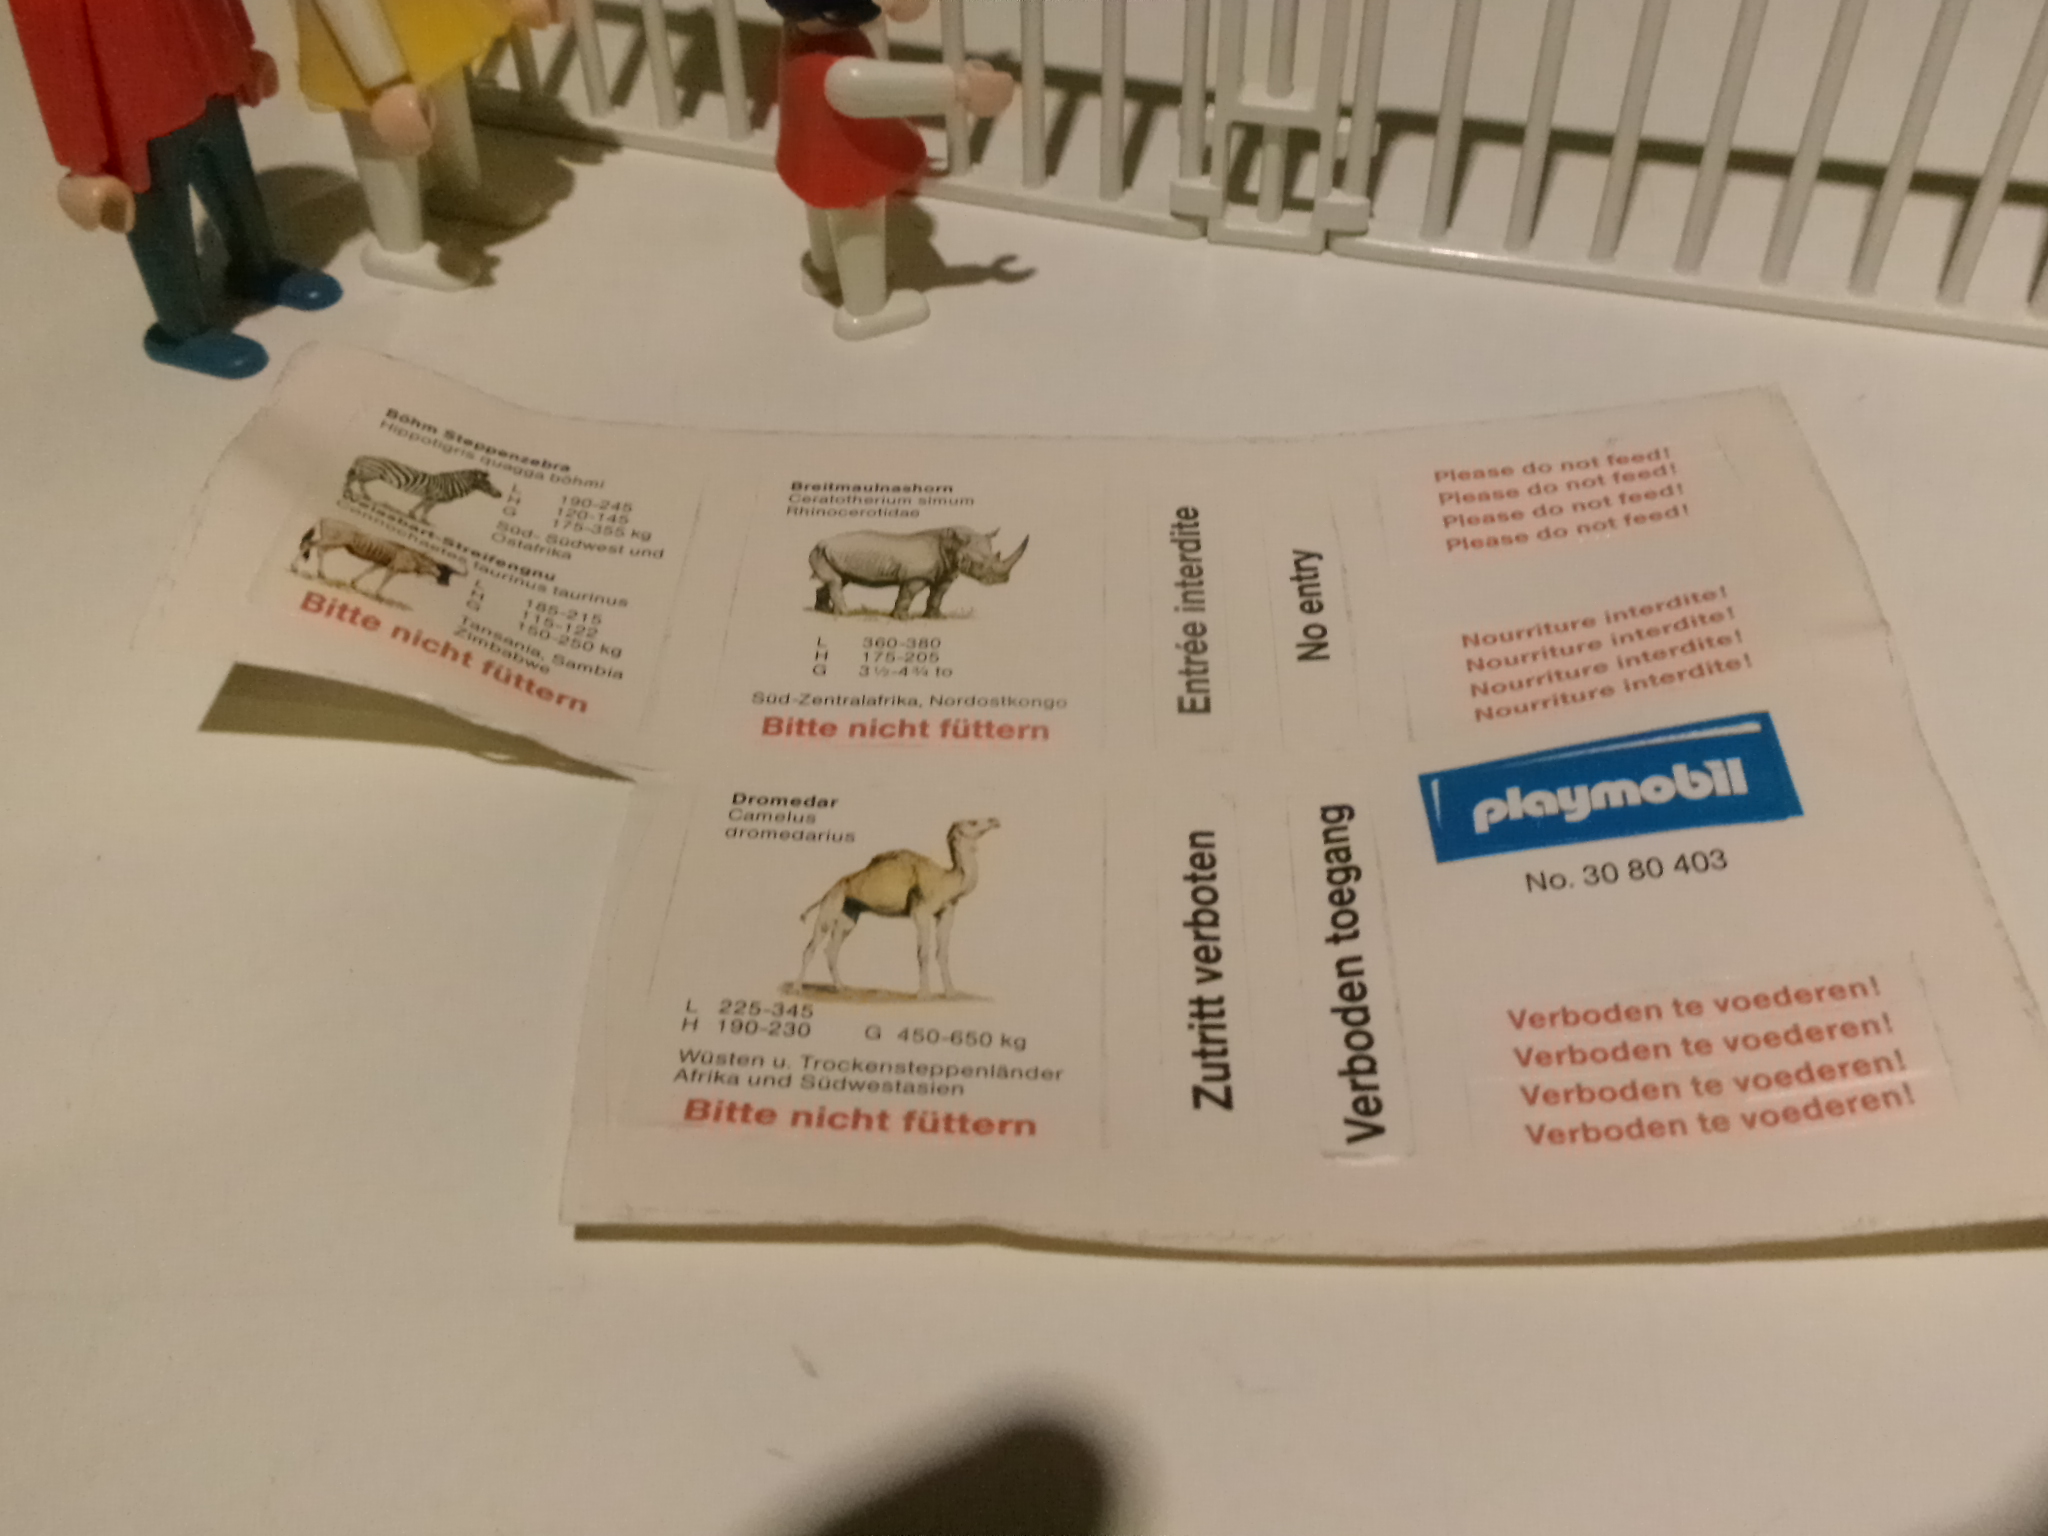 Böhm Steppenzebra
Hippotigris quagga böhmi
L 190-245
H 120-145
G 175-355 kg
Süd- Südwest und
Ostafrika
Weissbart-Streifengnu
Connochaetes taurinus taurinus
L 185-215
H 115-122
G 150-250 kg
Tansania, Sambia
Zimbabwe
Bitte nicht füttern
Breitmaulnashorn
Ceratotherium simum
Rhinocerotidae
L 360-380
H 175-205
G 3½-4¾ to
Süd-Zentralafrika, Nordostkongo
Bitte nicht füttern
Dromedar
Camelus
dromedarius
L 225-345
H 190-230 G 450-650 kg
Wüsten u. Trockensteppenländer
Afrika und Südwestasien
Bitte nicht füttern
Entrée interdite
No entry
Zutritt verboten
Verboden toegang
Please do not feed!
Please do not feed!
Please do not feed!
Please do not feed!
Nourriture interdite!
Nourriture interdite!
Nourriture interdite!
Nourriture interdite!
playmobil
No. 30 80 403
Verboden te voederen!
Verboden te voederen!
Verboden te voederen!
Verboden te voederen!